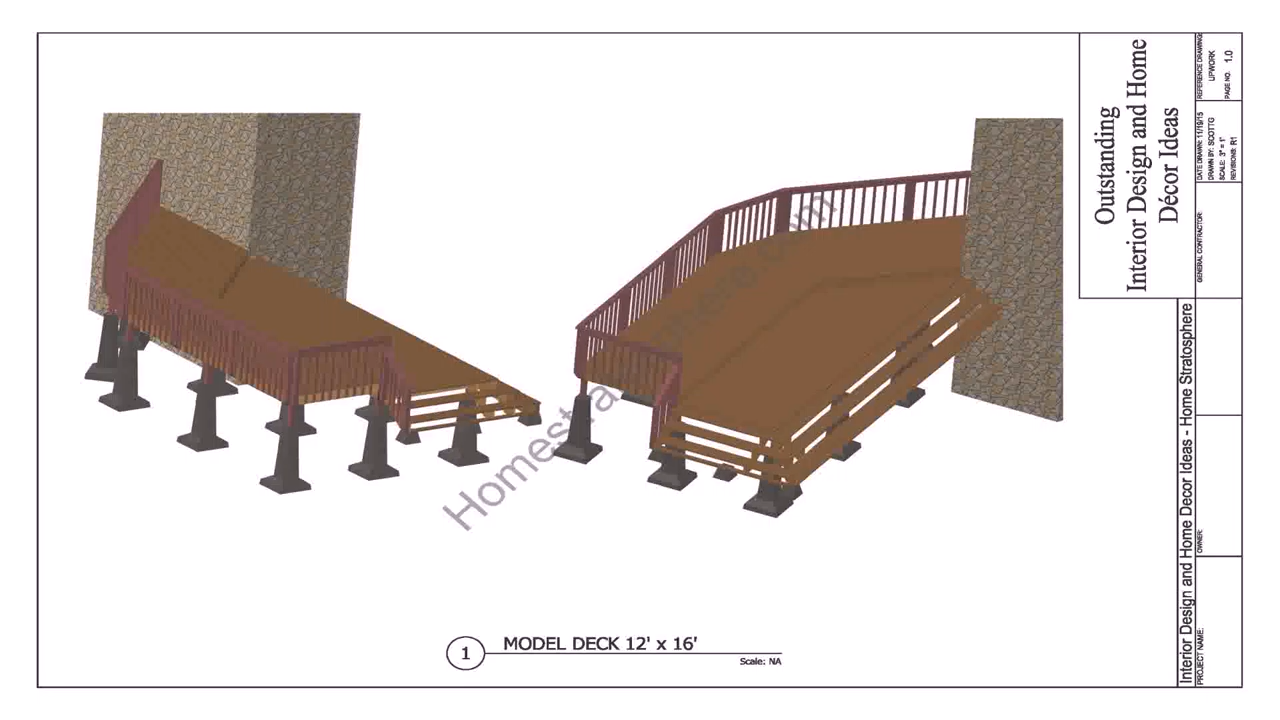 Homestratosphere.com
1
MODEL DECK 12' x 16'
Scale: NA
Outstanding
Interior Design and Home
Décor Ideas
Interior Design and Home Decor Ideas - Home Stratosphere
REFERENCE DRAWING:
UPWORK
PAGE NO. 1.0
DATE DRAWN: 11/19/15
DRAWN BY: SCOTTG
SCALE: 3" = 1'
REVISION#: R1
GENERAL CONTRACTOR:
OWNER:
PROJECT NAME: